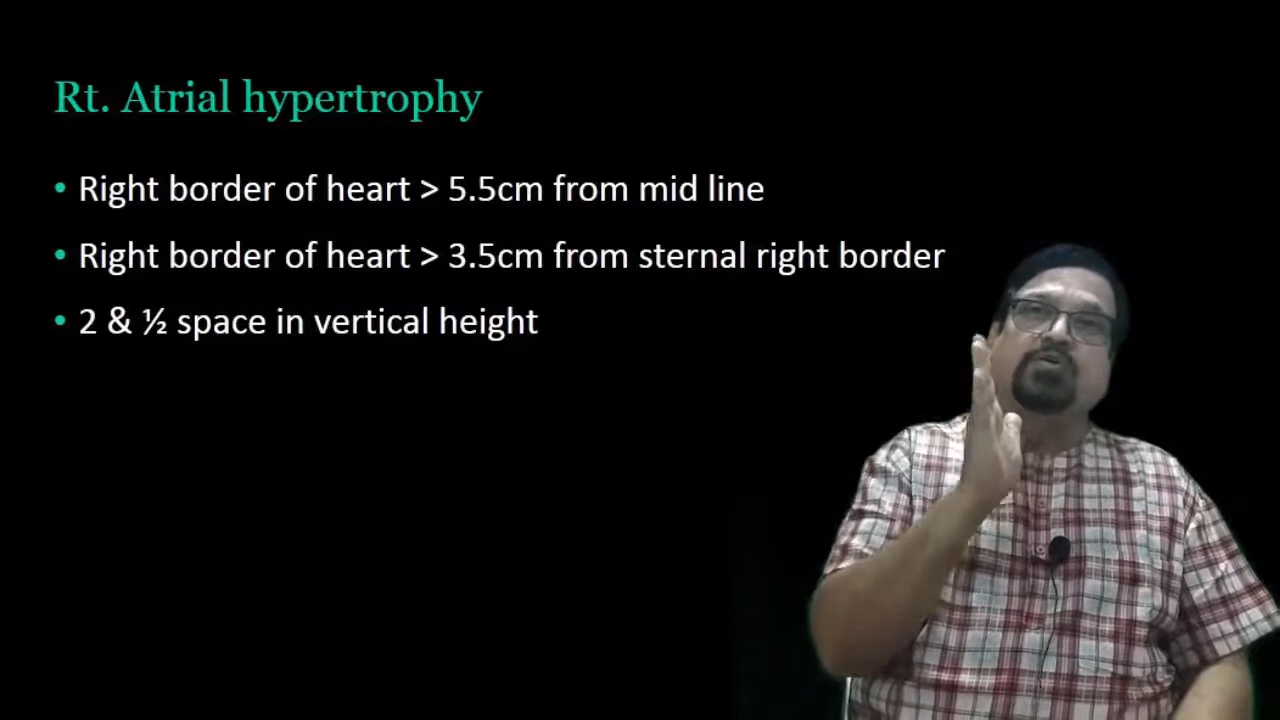 Rt. Atrial hypertrophy
• Right border of heart > 5.5cm from mid line
• Right border of heart > 3.5cm from sternal right border
• 2 & ½ space in vertical height